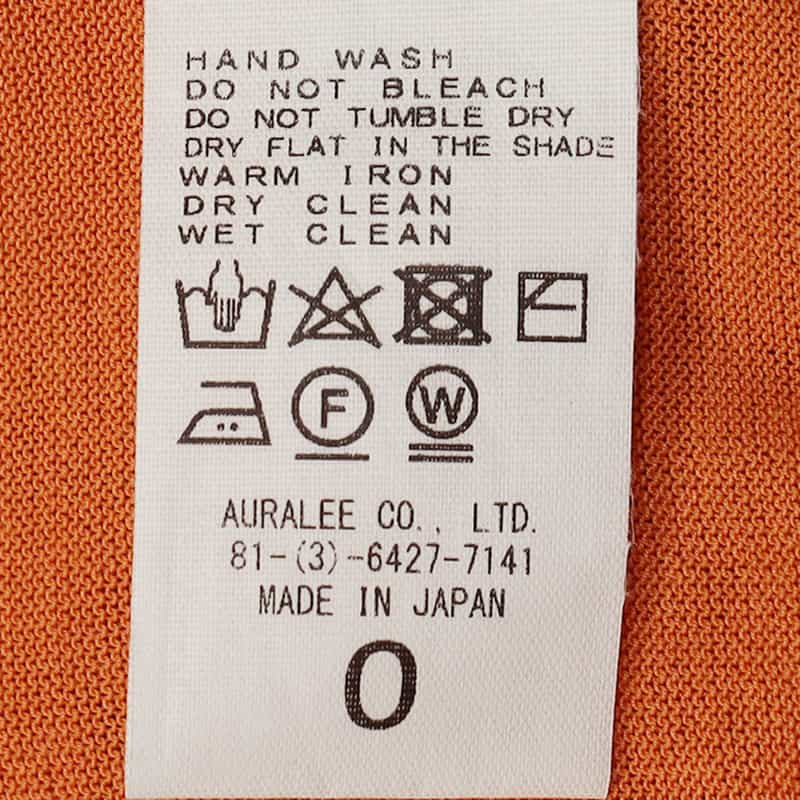 HAND WASH
DO NOT BLEACH
DO NOT TUMBLE DRY
DRY FLAT IN THE SHADE
WARM IRON
DRY CLEAN
WET CLEAN
F W
AURALEE CO., LTD.
81-(3)-6427-7141
MADE IN JAPAN
0